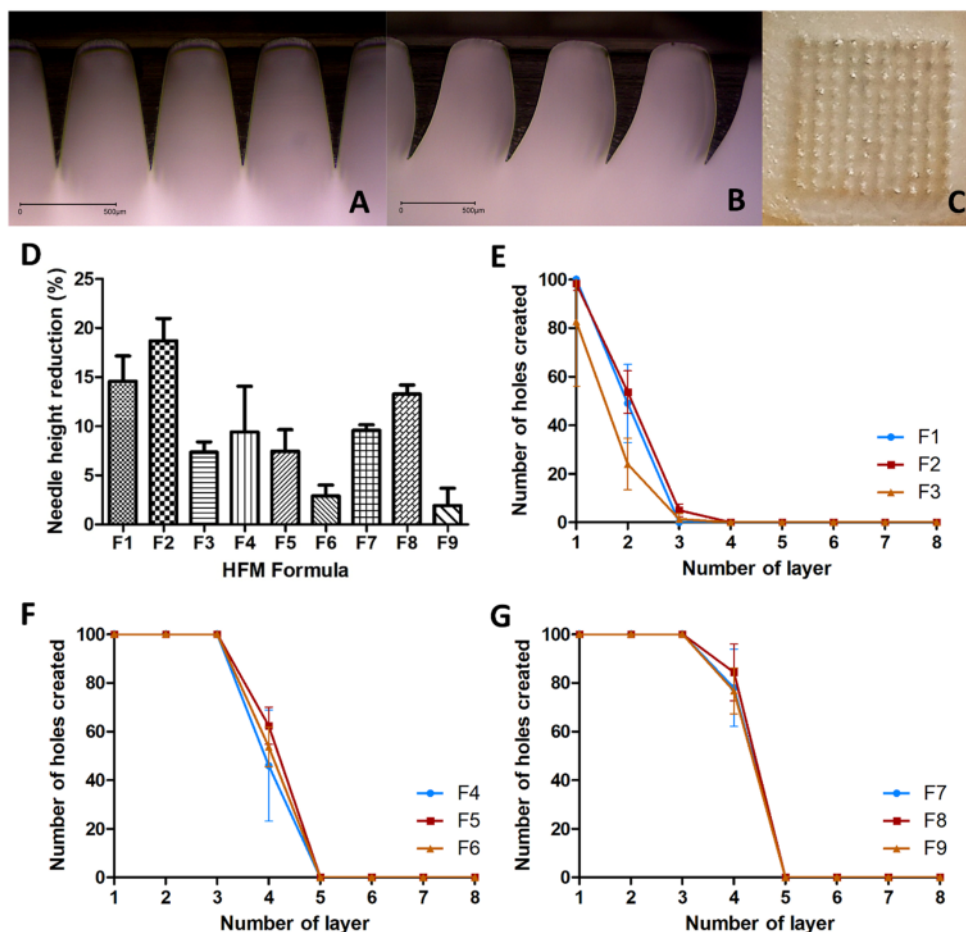 500μm
A
500μm
B
C
D
Needle height reduction (%)
25
20
15
10
5
0
F1 F2 F3 F4 F5 F6 F7 F8 F9
HFM Formula
E
Number of holes created
100
80
60
40
20
0
1 2 3 4 5 6 7 8
Number of layer
F1
F2
F3
F
Number of holes created
100
80
60
40
20
0
1 2 3 4 5 6 7 8
Number of layer
F4
F5
F6
G
Number of holes created
100
80
60
40
20
0
1 2 3 4 5 6 7 8
Number of layer
F7
F8
F9